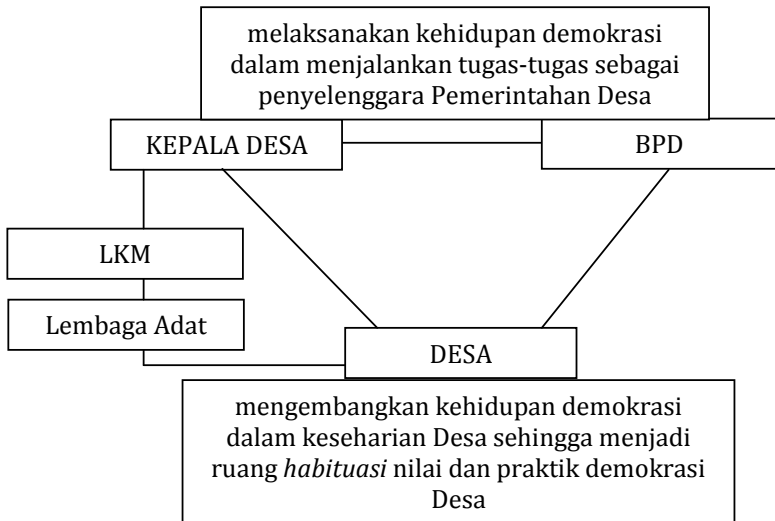 melaksanakan kehidupan demokrasi
dalam menjalankan tugas-tugas sebagai
penyelenggara Pemerintahan Desa
KEPALA DESA
BPD
LKM
Lembaga Adat
DESA
mengembangkan kehidupan demokrasi
dalam keseharian Desa sehingga menjadi
ruang habituasi nilai dan praktik demokrasi
Desa